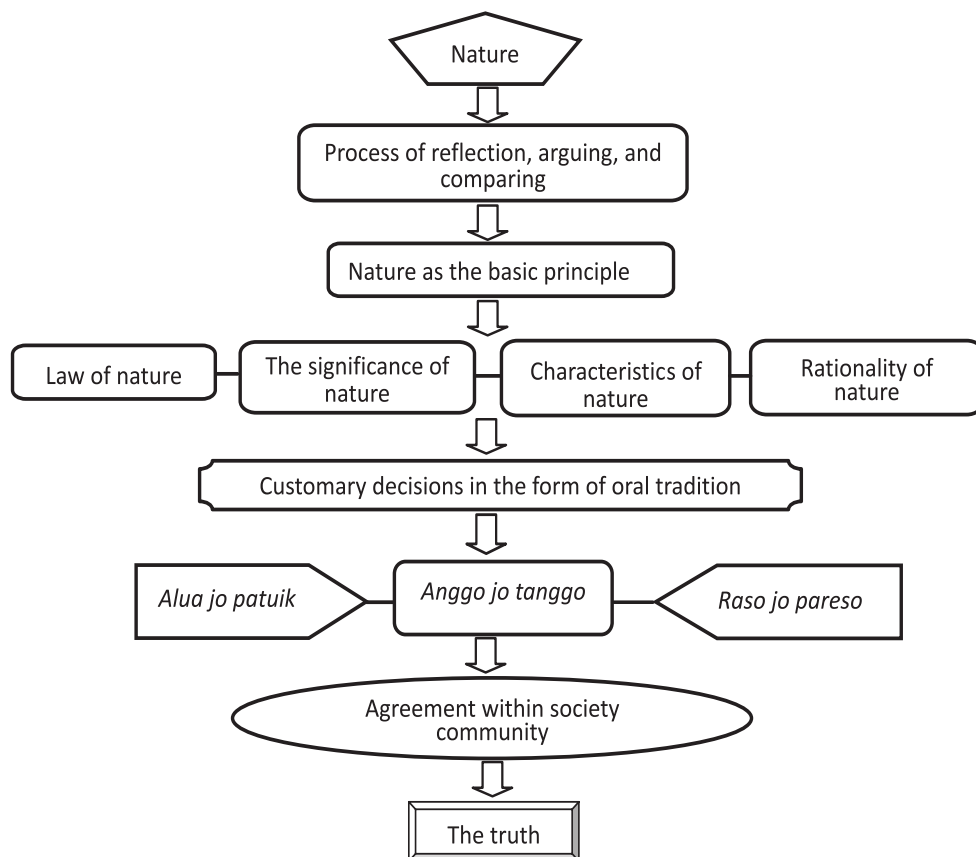 Nature
Process of reflection, arguing, and
comparing
Nature as the basic principle
Law of nature
The significance of
nature
Characteristics of
nature
Rationality of
nature
Customary decisions in the form of oral tradition
Alua jo patuik
Anggo jo tanggo
Raso jo pareso
Agreement within society
community
The truth